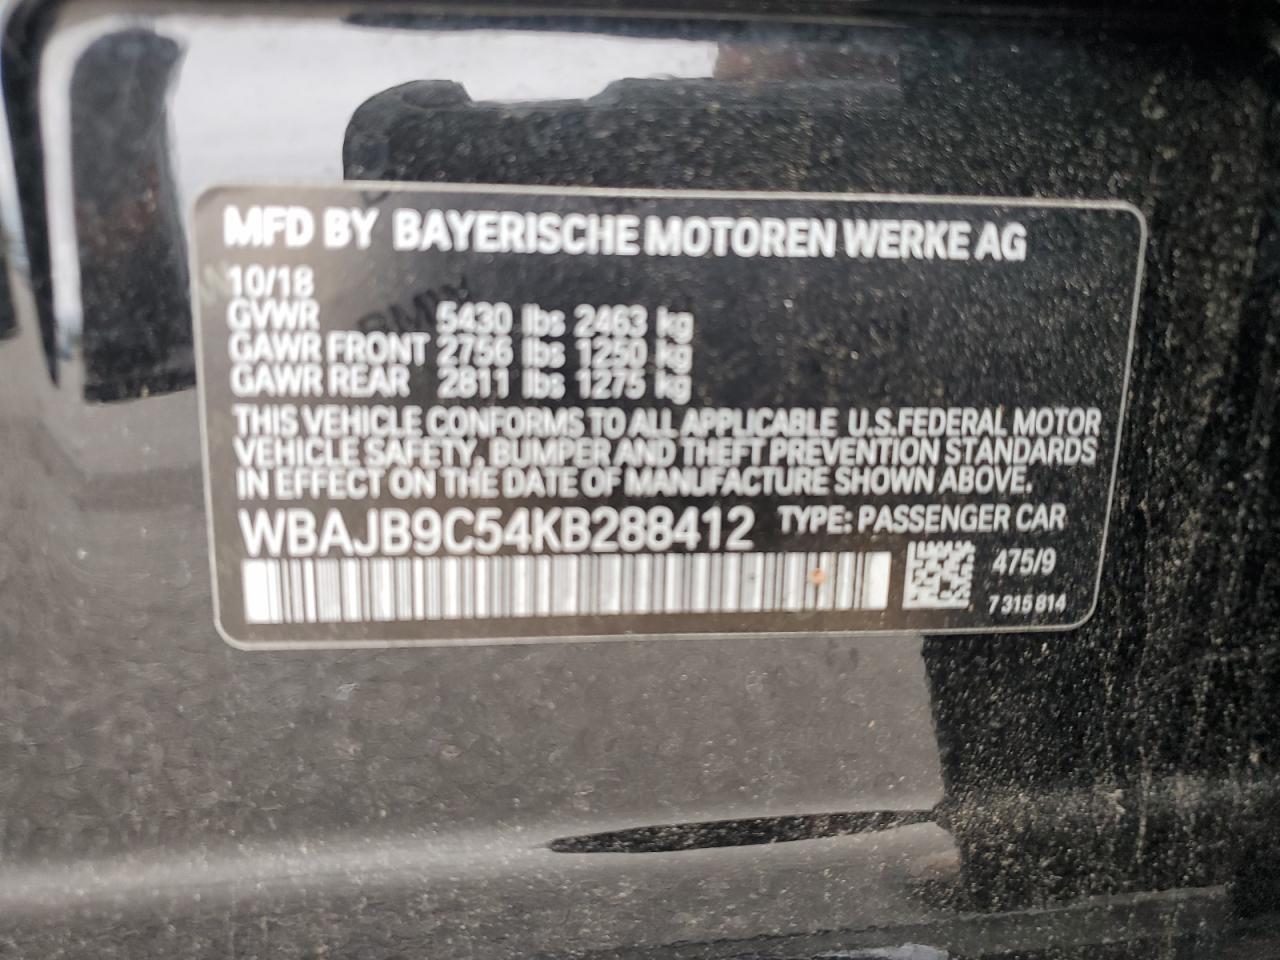 MFD BY BAYERISCHE MOTOREN WERKE AG
10/18
GVWR 5430 lbs 2463 kg
GAWR FRONT 2756 lbs 1250 kg
GAWR REAR 2811 lbs 1275 kg
THIS VEHICLE CONFORMS TO ALL APPLICABLE U.S.FEDERAL MOTOR
VEHICLE SAFETY, BUMPER AND THEFT PREVENTION STANDARDS
IN EFFECT ON THE DATE OF MANUFACTURE SHOWN ABOVE.
WBAJB9C54KB288412 TYPE: PASSENGER CAR
475/9
7 315 814